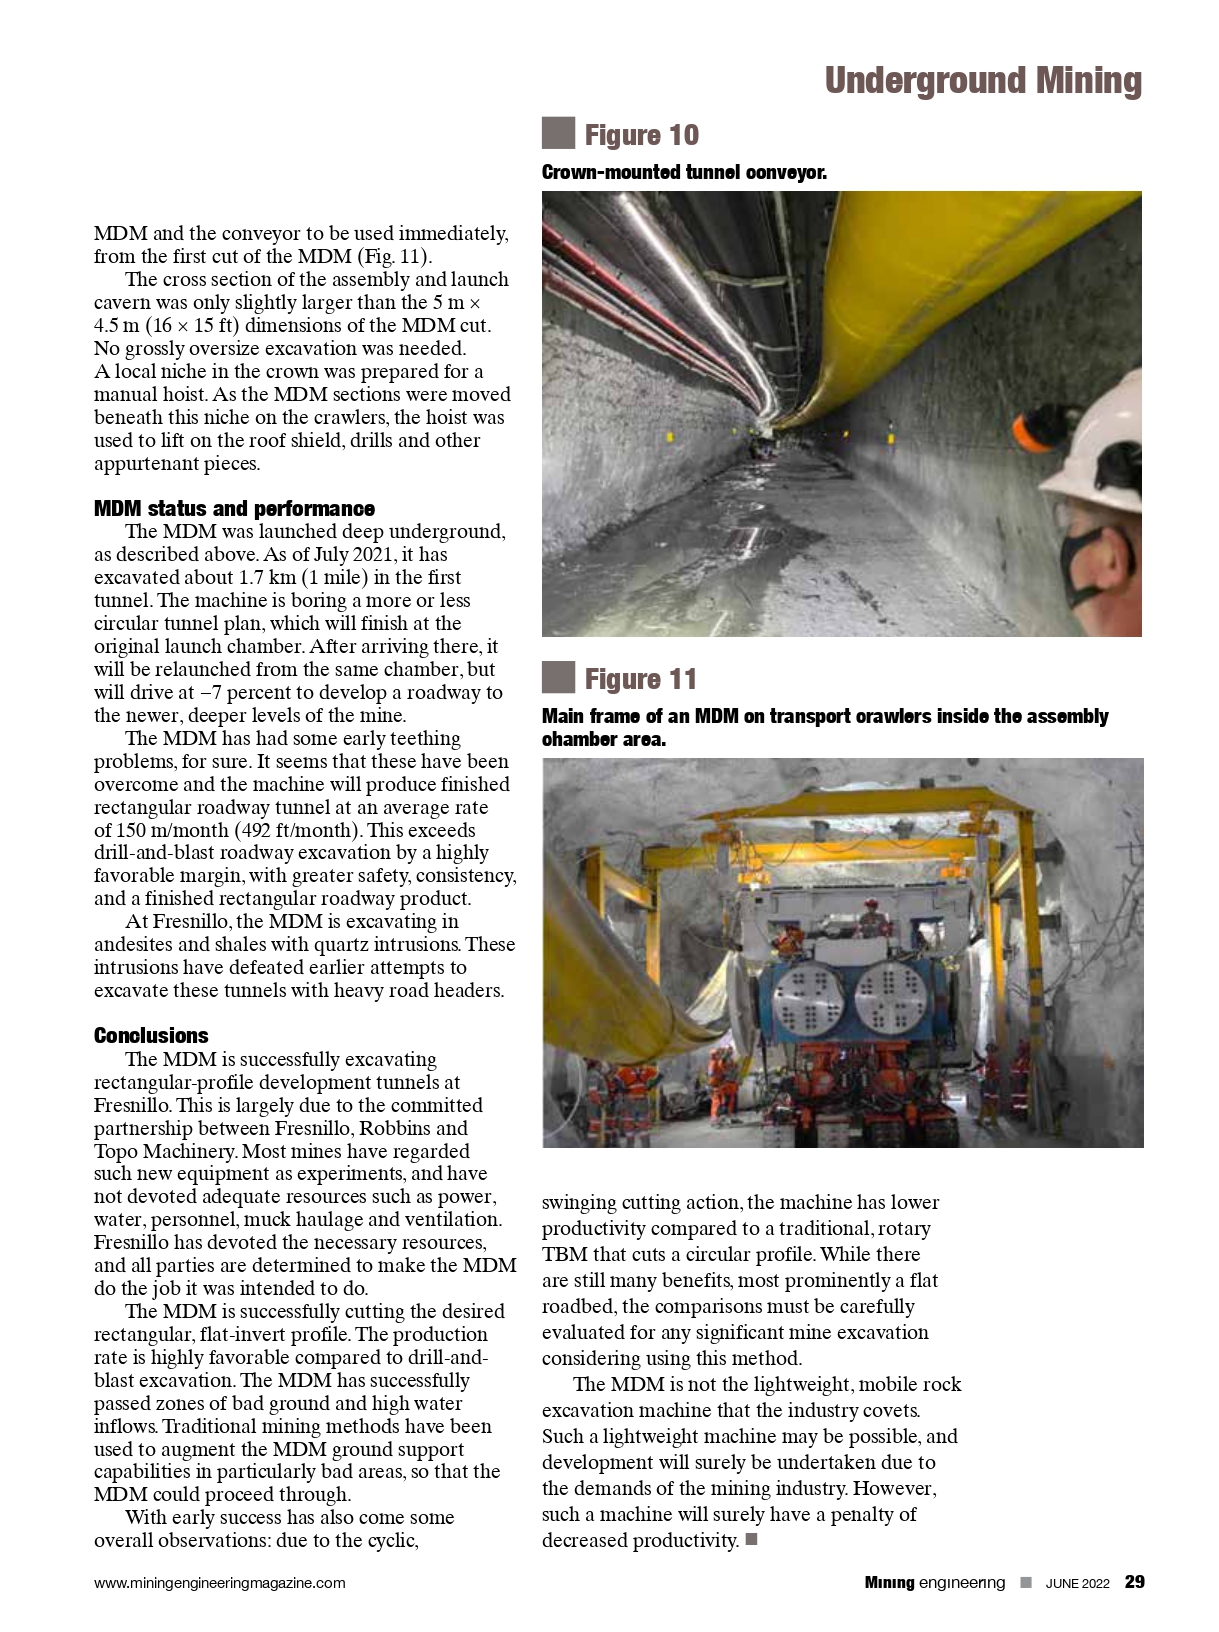 Underground Mining
MDM and the conveyor to be used immediately,
from the first cut of the MDM (Fig. 11).
The cross section of the assembly and launch
cavern was only slightly larger than the 5 m ×
4.5 m (16 × 15 ft) dimensions of the MDM cut.
No grossly oversize excavation was needed.
A local niche in the crown was prepared for a
manual hoist. As the MDM sections were moved
beneath this niche on the crawlers, the hoist was
used to lift on the roof shield, drills and other
appurtenant pieces.
MDM status and performance
The MDM was launched deep underground,
as described above. As of July 2021, it has
excavated about 1.7 km (1 mile) in the first
tunnel. The machine is boring a more or less
circular tunnel plan, which will finish at the
original launch chamber. After arriving there, it
will be relaunched from the same chamber, but
will drive at –7 percent to develop a roadway to
the newer, deeper levels of the mine.
The MDM has had some early teething
problems, for sure. It seems that these have been
overcome and the machine will produce finished
rectangular roadway tunnel at an average rate
of 150 m/month (492 ft/month). This exceeds
drill-and-blast roadway excavation by a highly
favorable margin, with greater safety, consistency,
and a finished rectangular roadway product.
At Fresnillo, the MDM is excavating in
andesites and shales with quartz intrusions. These
intrusions have defeated earlier attempts to
excavate these tunnels with heavy road headers.
Conclusions
The MDM is successfully excavating
rectangular-profile development tunnels at
Fresnillo. This is largely due to the committed
partnership between Fresnillo, Robbins and
Topo Machinery. Most mines have regarded
such new equipment as experiments, and have
not devoted adequate resources such as power,
water, personnel, muck haulage and ventilation.
Fresnillo has devoted the necessary resources,
and all parties are determined to make the MDM
do the job it was intended to do.
The MDM is successfully cutting the desired
rectangular, flat-invert profile. The production
rate is highly favorable compared to drill-and-
blast excavation. The MDM has successfully
passed zones of bad ground and high water
inflows. Traditional mining methods have been
used to augment the MDM ground support
capabilities in particularly bad areas, so that the
MDM could proceed through.
With early success has also come some
overall observations: due to the cyclic,
Figure 10
Crown-mounted tunnel conveyor.
Figure 11
Main frame of an MDM on transport crawlers inside the assembly
chamber area.
swinging cutting action, the machine has lower
productivity compared to a traditional, rotary
TBM that cuts a circular profile. While there
are still many benefits, most prominently a flat
roadbed, the comparisons must be carefully
evaluated for any significant mine excavation
considering using this method.
The MDM is not the lightweight, mobile rock
excavation machine that the industry covets.
Such a lightweight machine may be possible, and
development will surely be undertaken due to
the demands of the mining industry. However,
such a machine will surely have a penalty of
decreased productivity. ■
www.miningengineeringmagazine.com
Mining engineering ■ JUNE 2022 29